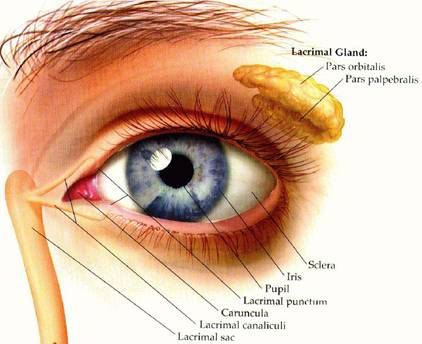 Lacrimal Gland:
Pars orbitalis
Pars palpebralis
Sclera
Iris
Pupil
Lacrimal punctum
Caruncula
Lacrimal canaliculi
Lacrimal sac